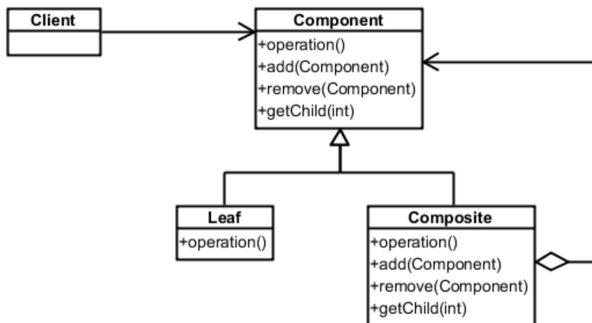 Client
Component
+operation()
+add(Component)
+remove(Component)
+getChild(int)
Leaf
+operation()
Composite
+operation()
+add(Component)
+remove(Component)
+getChild(int)